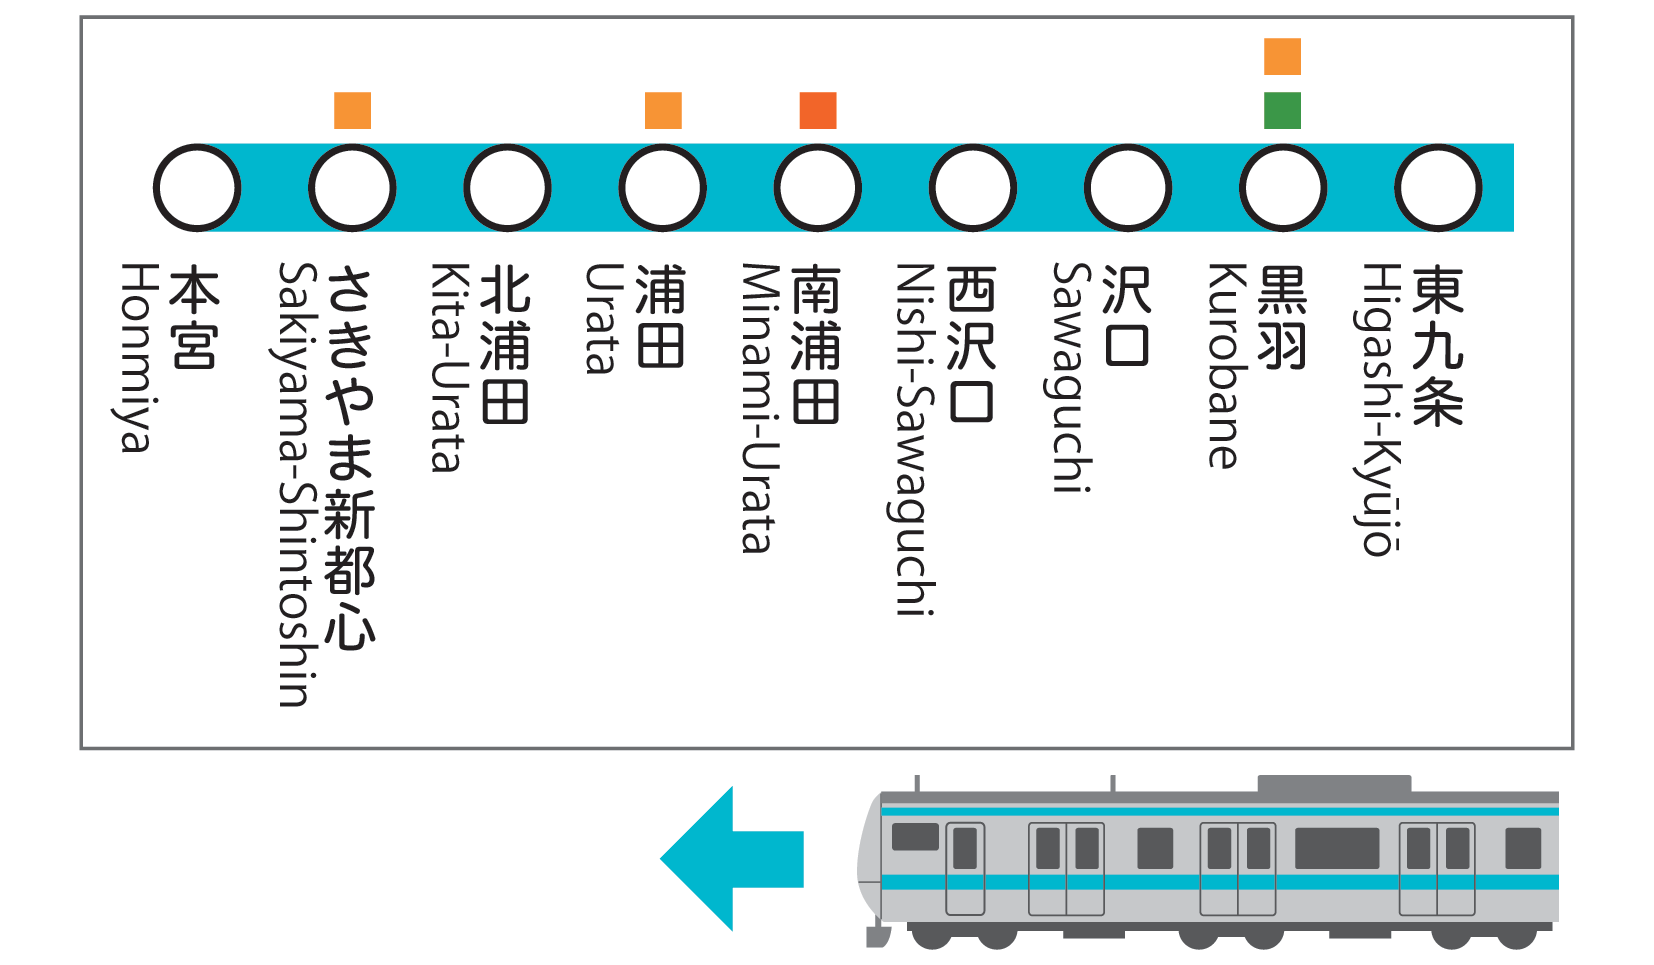 本宮
Honmiya
さきやま新都心
Sakiyama-Shintoshin
北浦田
Kita-Urata
浦田
Urata
南浦田
Minami-Urata
西沢口
Nishi-Sawaguchi
沢口
Sawaguchi
黒羽
Kurobane
東九条
Higashi-Kyūjō